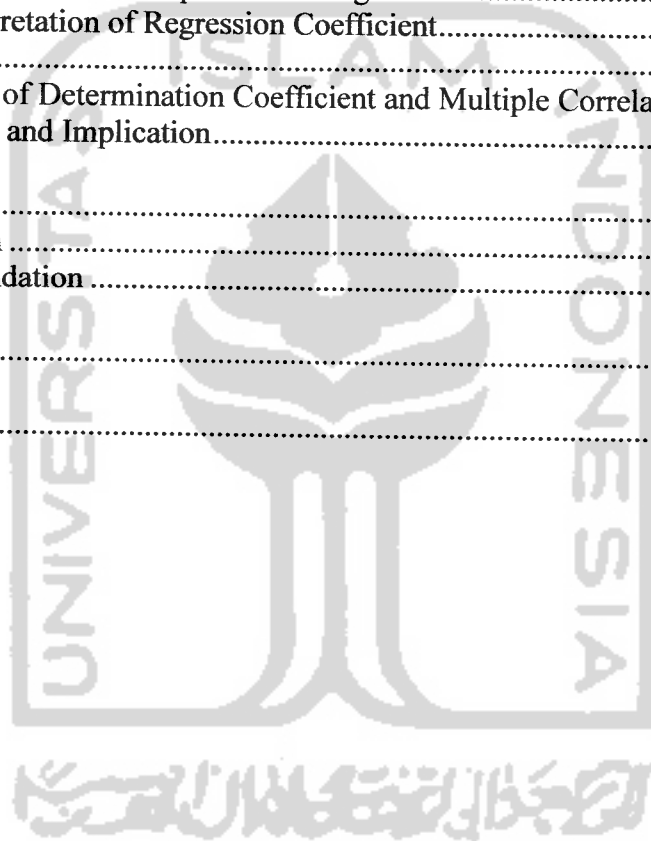 retation of Regression Coefficient
of Determination Coefficient and Multiple Correla
and Implication
dation
ISLAM
UNIVERSITAS
INDONESIA